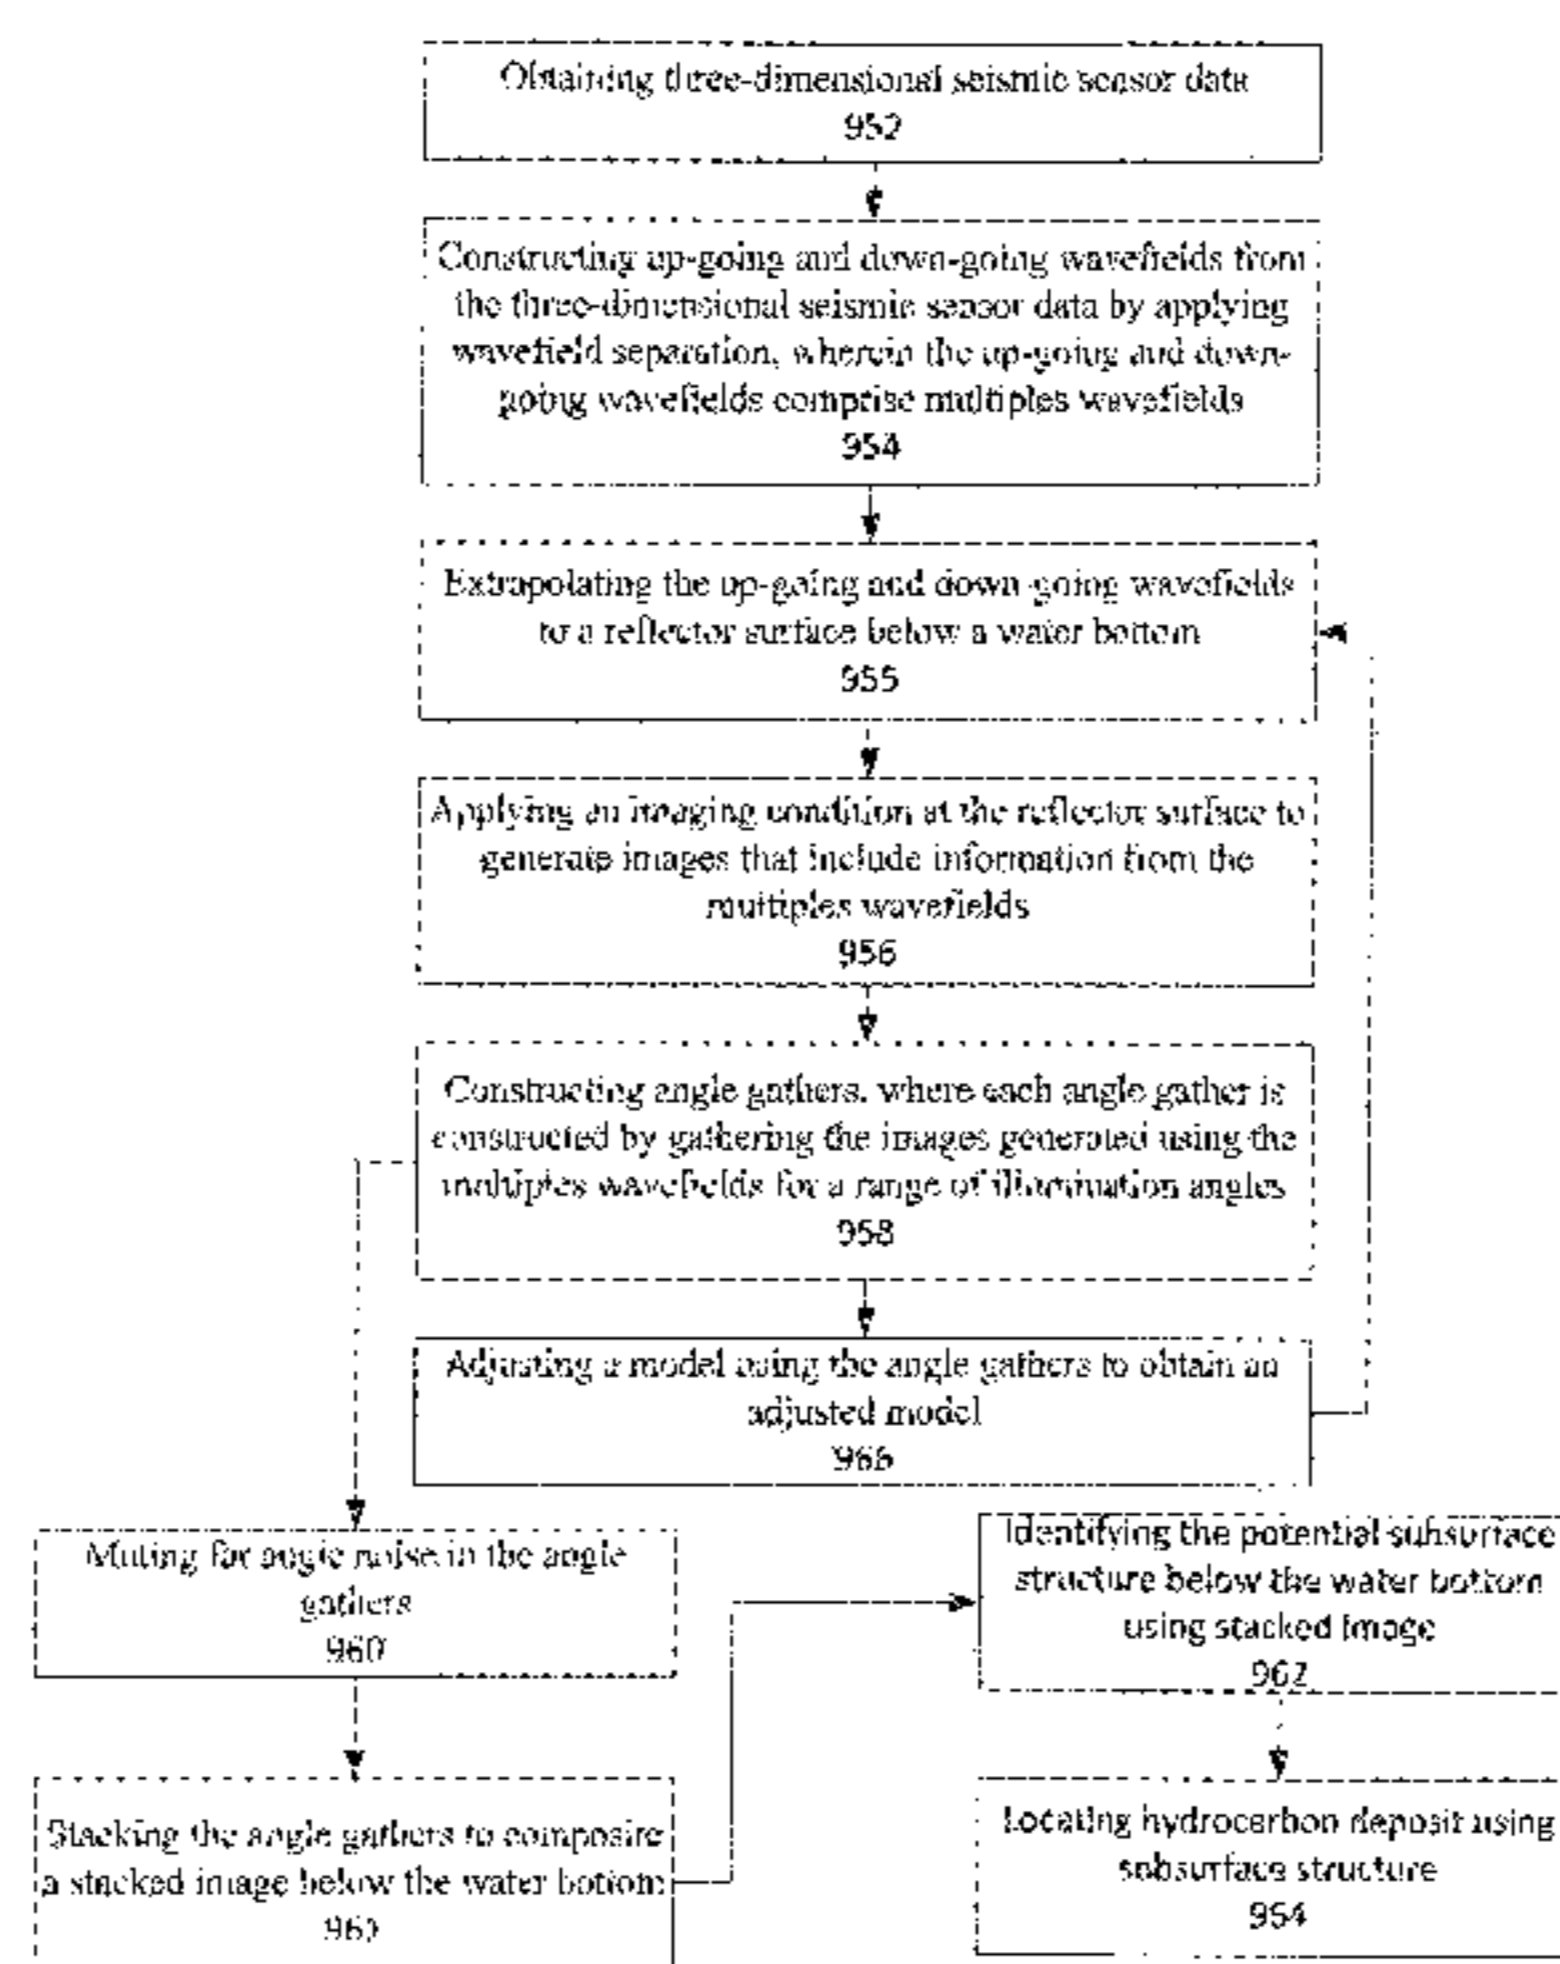 Obtaining three-dimensional seismic sensor data
952
Constructing up-going and down-going wavefields from
the three-dimensional seismic sensor data by applying
wavefield separation, wherein the up-going and down-
going wavefields comprise multiples wavefields
954
Extrapolating the up-going and down-going wavefields
to a reflector surface below a water bottom
955
Applying an imaging condition at the reflector surface to
generate images that include information from the
multiples wavefields
956
Constructing angle gathers, where each angle gather is
constructed by gathering the images generated using the
multiples wavefields for a range of illumination angles
958
Adjusting a model using the angle gathers to obtain an
adjusted model
966
Muting far angle noise in the angle
gathers
960
Stacking the angle gathers to composite
a stacked image below the water bottom
Identifying the potential subsurface
structure below the water bottom
using stacked image
962
Locating hydrocarbon deposit using
subsurface structure
964